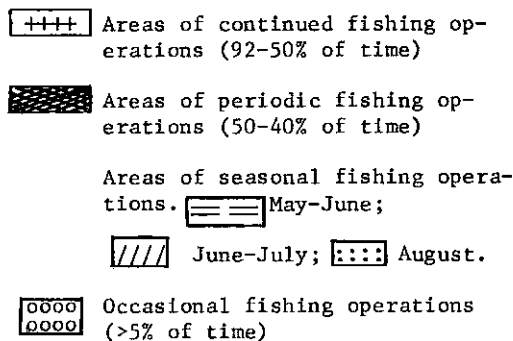 Areas of continued fishing op-
erations (92-50% of time)
Areas of periodic fishing op-
erations (50-40% of time)
Areas of seasonal fishing opera-
tions. May-June;
June-July; August.
Occasional fishing operations
(>5% of time)